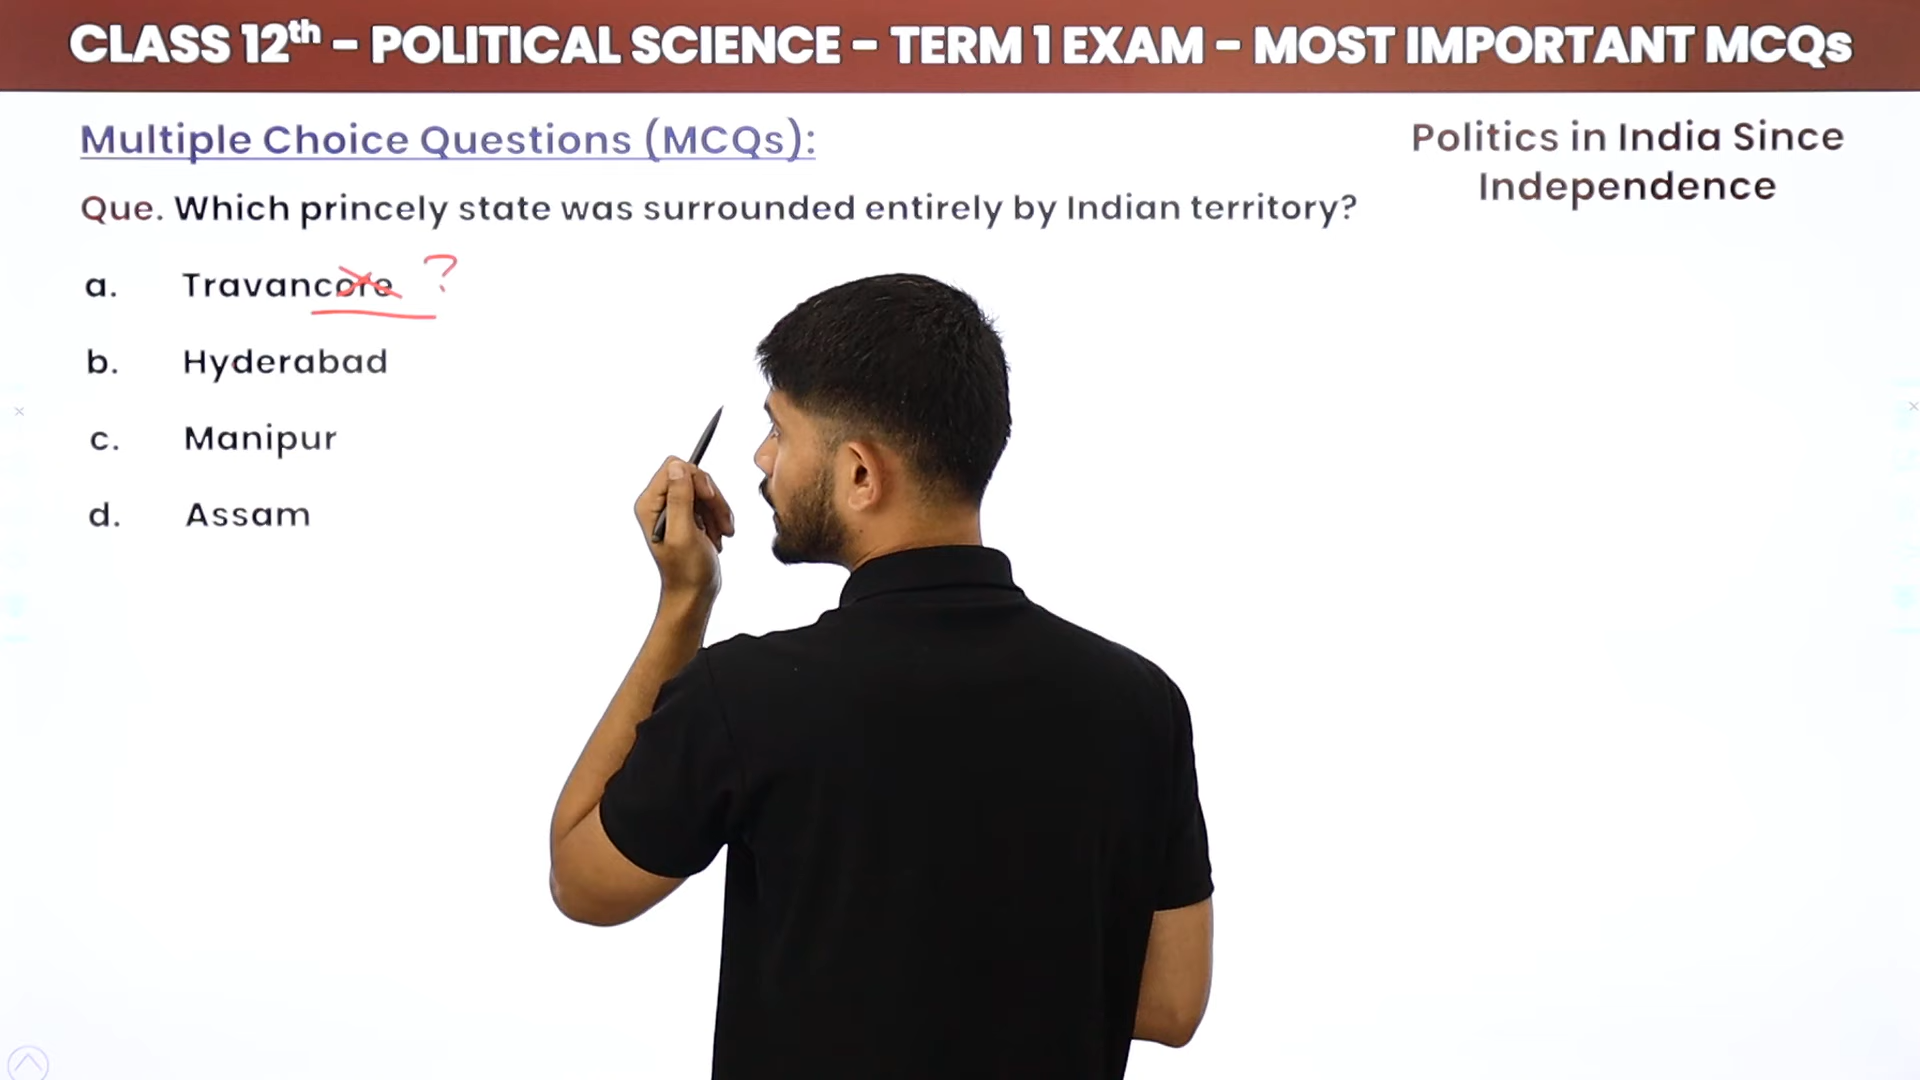 CLASS 12th – POLITICAL SCIENCE – TERM 1 EXAM – MOST IMPORTANT MCQs
Multiple Choice Questions (MCQs):
Politics in India Since
Independence
Que. Which princely state was surrounded entirely by Indian territory?
a. Travancore ?
b. Hyderabad
c. Manipur
d. Assam